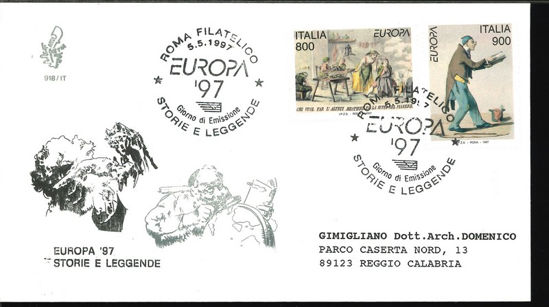 918/IT
ROMA FILATELICO
5.5.1997
EUROPA
'97
Giorno di Emissione
STORIE E LEGGENDE
ITALIA
800
EUROPA
ITALIA
900
EUROPA
ROMA FILATELICO
EUROPA
'97
Giorno di Emissione
STORIE E LEGGENDE
EUROPA '97
STORIE E LEGGENDE
GIMIGLIANO Dott.Arch.DOMENICO
PARCO CASERTA NORD, 13
89123 REGGIO CALABRIA